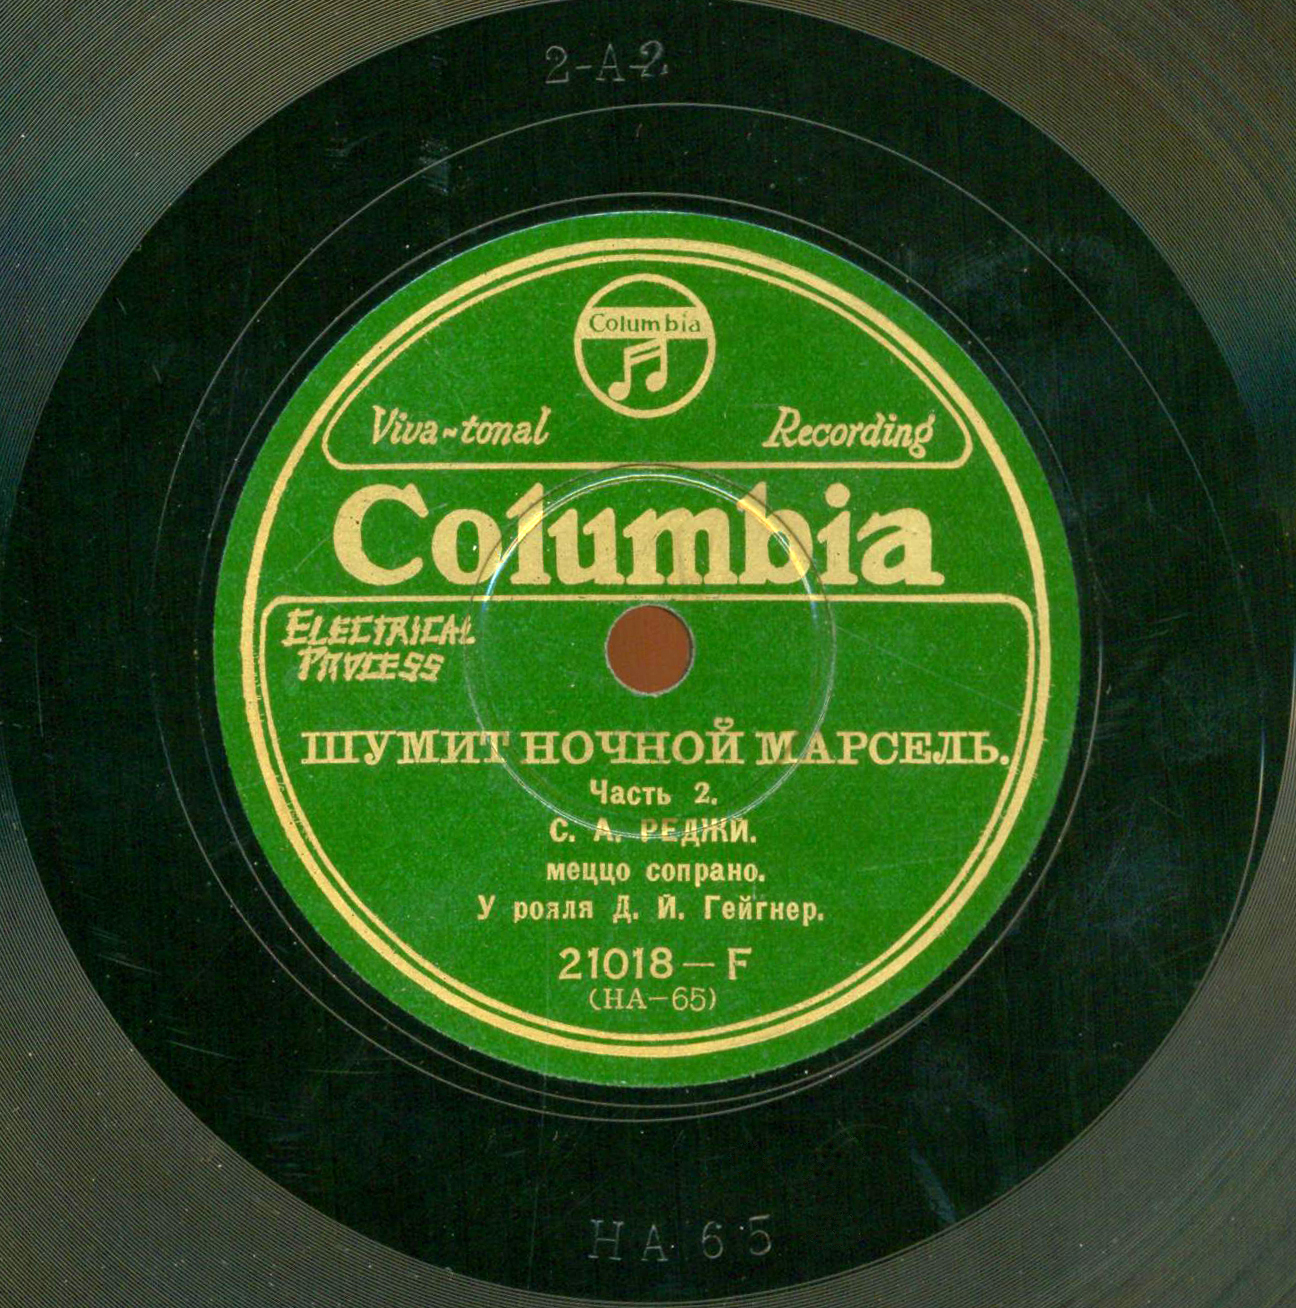 2-A-2
Columbia
Viva-tonal Recording
Columbia
ELECTRICAL
PROCESS
ШУМИТ НОЧНОЙ МАРСЕЛЬ.
Часть 2.
С. А. РЕДЖИ.
меццо сопрано.
У рояля Д. Й. Гейгнер.
21018—F
(HA—65)
HA 65